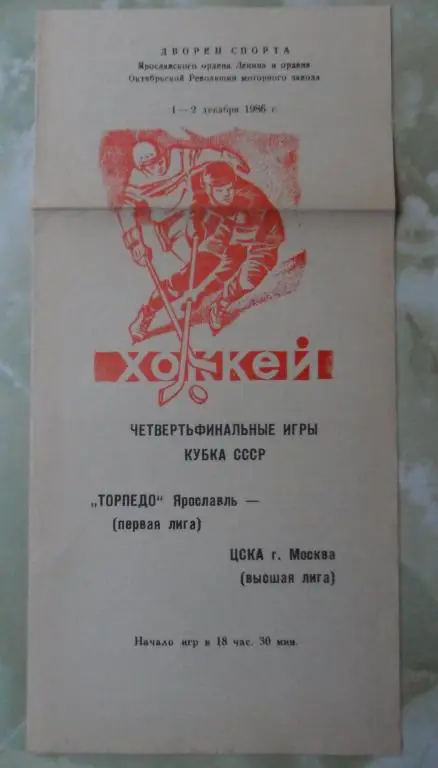 ДВОРЕЦ СПОРТА
Ярославского ордена Ленина и ордена
Октябрьской Революции моторного завода
1—2 декабря 1986 г.
хоккей
ЧЕТВЕРТЬФИНАЛЬНЫЕ ИГРЫ
КУБКА СССР
„ТОРПЕДО“ Ярославль —
(первая лига)
ЦСКА г. Москва
(высшая лига)
Начало игр в 18 час. 30 мин.